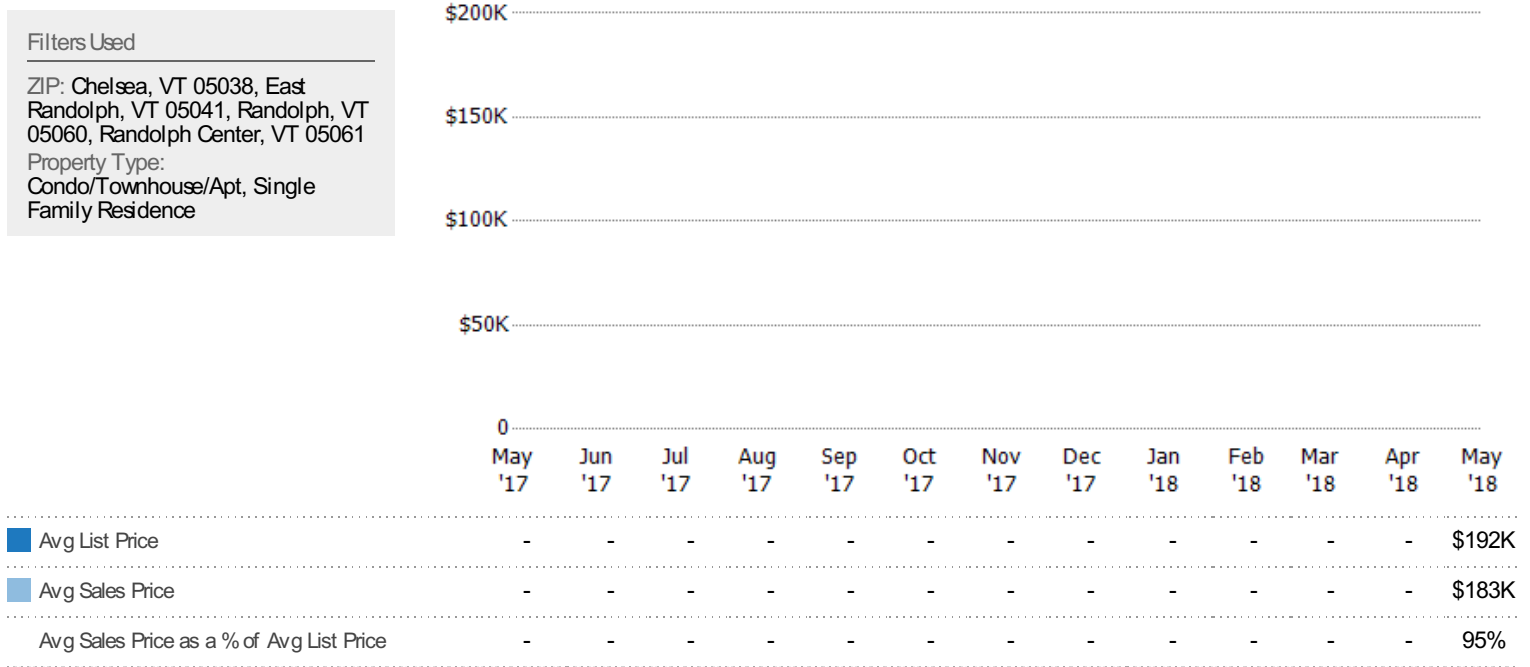 Filters Used
ZIP: Chelsea, VT 05038, East
Randolph, VT 05041, Randolph, VT
05060, Randolph Center, VT 05061
Property Type:
Condo/Townhouse/Apt, Single
Family Residence
$200K
$150K
$100K
$50K
0
May Jun Jul Aug Sep Oct Nov Dec Jan Feb Mar Apr May
'17 '17 '17 '17 '17 '17 '17 '17 '18 '18 '18 '18 '18
Avg List Price - - - - - - - - - - - - $192K
Avg Sales Price - - - - - - - - - - - - $183K
Avg Sales Price as a % of Avg List Price - - - - - - - - - - - - 95%